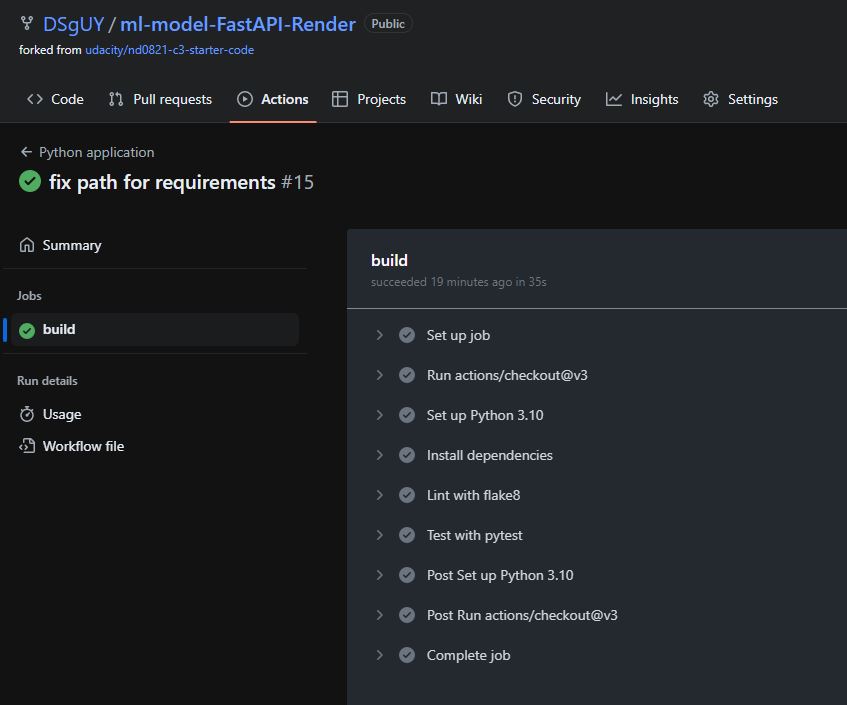 DSgUY / ml-model-FastAPI-Render Public
forked from udacity/nd0821-c3-starter-code
Code Pull requests Actions Projects Wiki Security Insights Settings
Python application
fix path for requirements #15
Summary
Jobs
build
Run details
Usage
Workflow file
build
succeeded 19 minutes ago in 35s
Set up job
Run actions/checkout@v3
Set up Python 3.10
Install dependencies
Lint with flake8
Test with pytest
Post Set up Python 3.10
Post Run actions/checkout@v3
Complete job